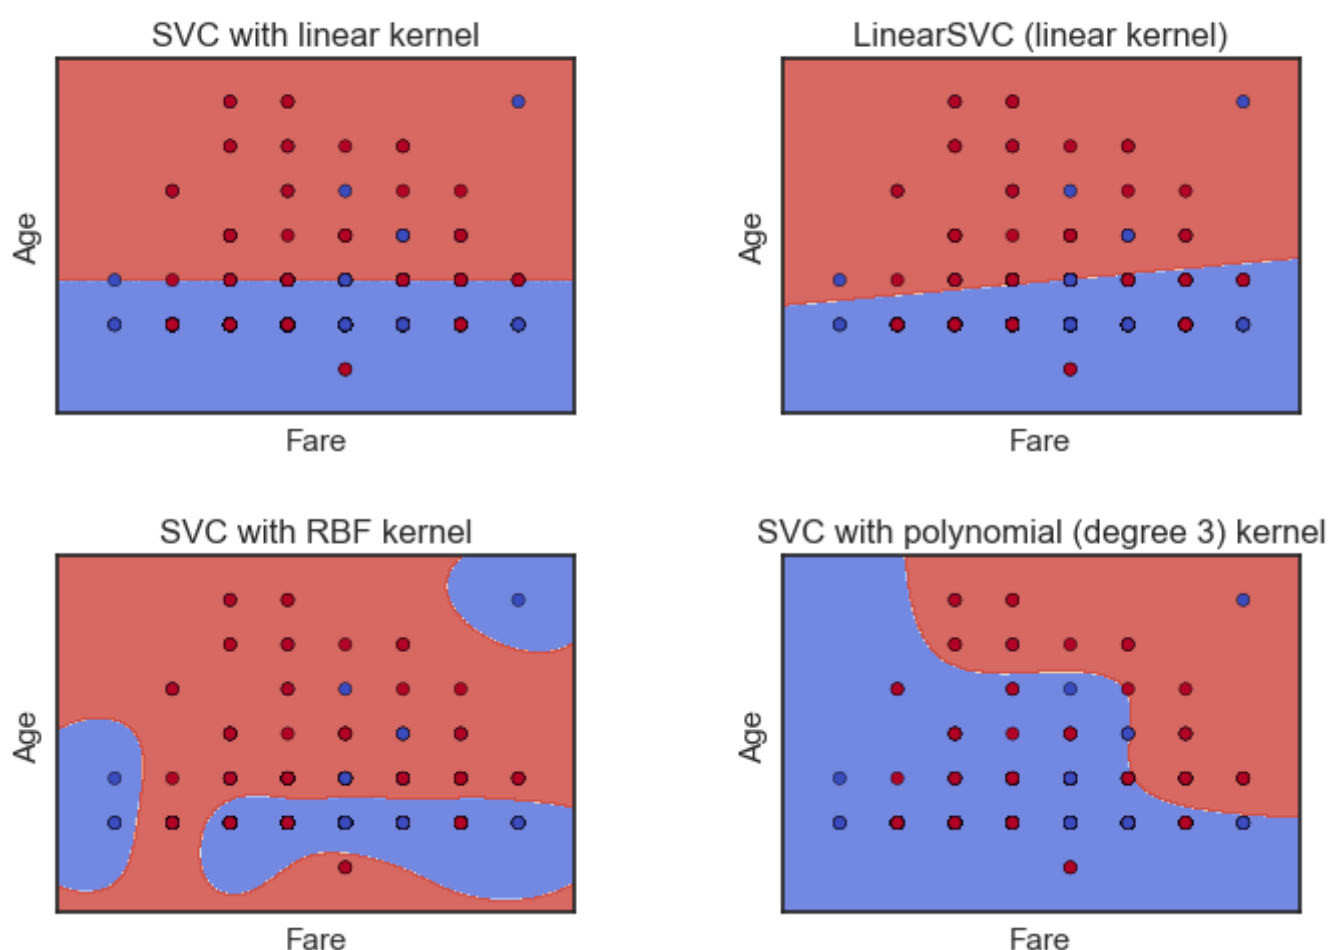 SVC with linear kernel
LinearSVC (linear kernel)
Age
Age
Fare
Fare
SVC with RBF kernel
SVC with polynomial (degree 3) kernel
Age
Age
Fare
Fare